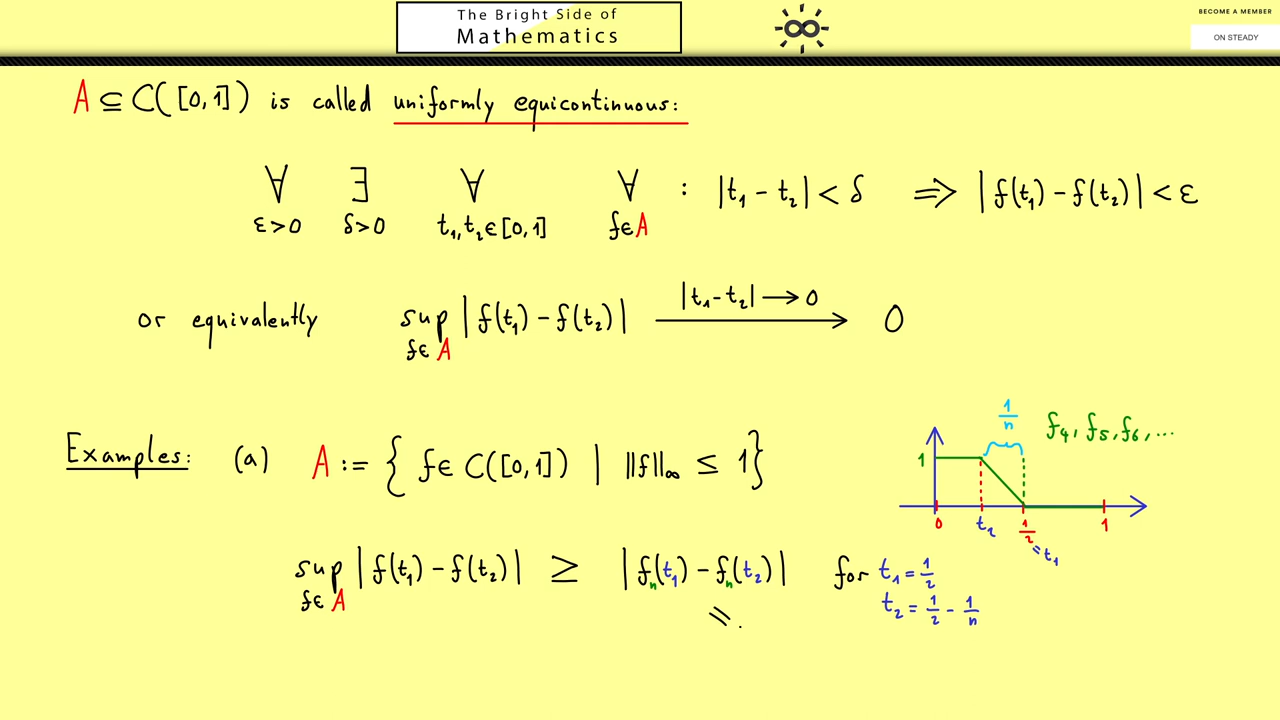 The Bright Side of
Mathematics
BECOME A MEMBER
ON STEADY
A ⊆ C([0,1]) is called uniformly equicontinuous:
∀ ∃ ∀ ∀ : |t₁ - t₂| < δ ⇒ |f(t₁) - f(t₂)| < ε
ε>0 δ>0 t₁,t₂∈[0,1] f∈A
|t₁-t₂| → 0
or equivalently sup |f(t₁) - f(t₂)| ⟶ 0
f∈A
1/n f₄, f₅, f₆, ...
Examples: (a) A := { f∈ C([0,1]) | ‖f‖∞ ≤ 1}
1
0 t₂ 1/2 = t₁ 1
sup |f(t₁) - f(t₂)| ≥ |fₙ(t₁) - fₙ(t₂)| for t₁ = 1/2
f∈A t₂ = 1/2 - 1/n
=